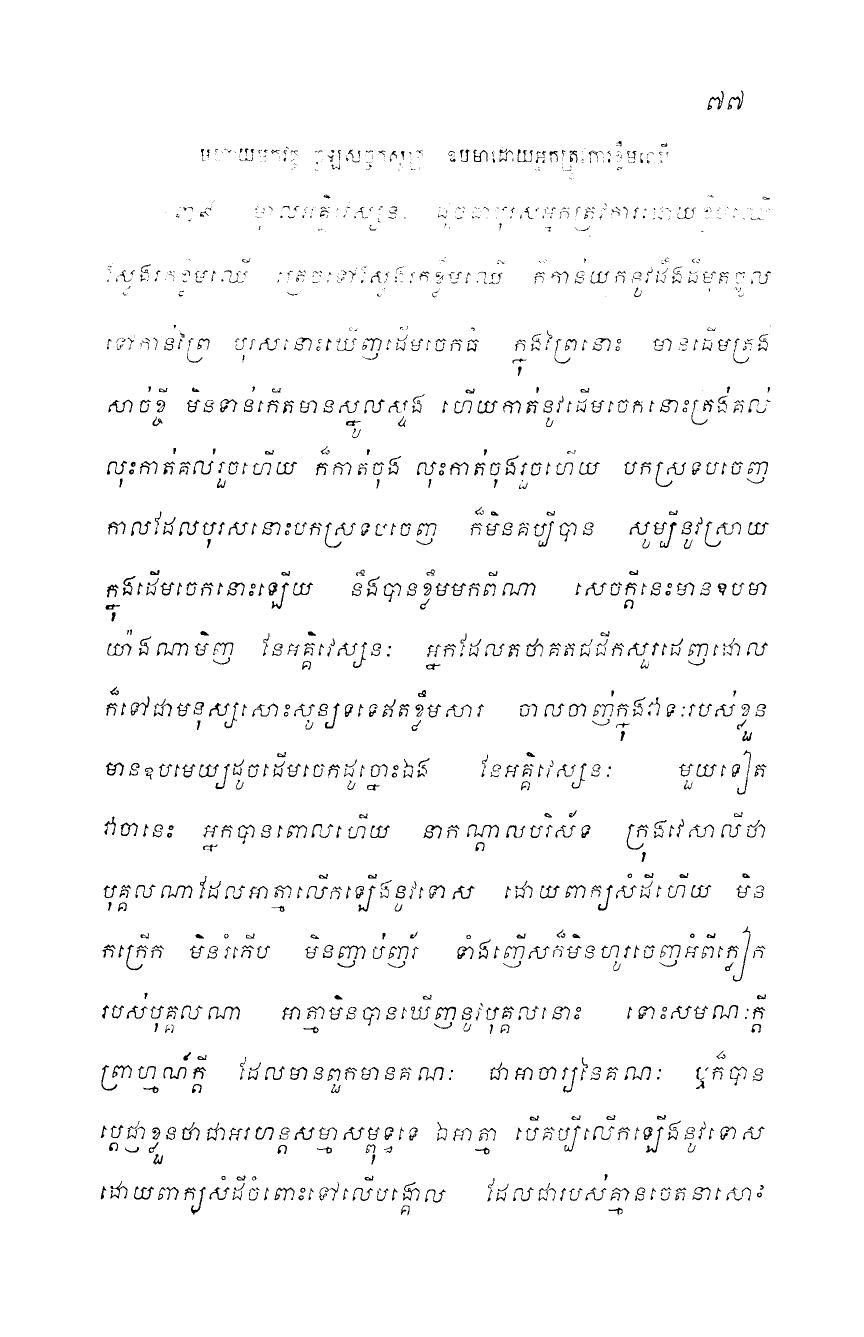 ៧៧
មហាយមកវគ្គ ចូឡសច្ចកសូត្រ ឧបមាដោយអ្នកត្រូវការខ្លឹមឈើ
ម្នាលអគ្គិវេស្សនៈ ដូចជាបុរសអ្នកត្រូវការដោយខ្លឹមឈើ
ស្វែងរកខ្លឹមឈើ ត្រេចទៅស្វែងរកខ្លឹមឈើ ក៏កាន់យកនូវដឹងដ៏មុតចូល
ទៅកាន់ព្រៃ បុរសនោះឃើញដើមចេកធំ ក្នុងព្រៃនោះ មានដើមត្រង់
សាច់ខ្ចី មិនទាន់កើតមានស្នូលស្ទង ហើយកាត់នូវដើមចេកនោះត្រង់គល់
លុះកាត់គល់រួចហើយ ក៏កាត់ចុង លុះកាត់ចុងរួចហើយ បកស្រទបចេញ
កាលដែលបុរសនោះបកស្រទបចេញ ក៏មិនគប្បីបាន សូម្បីនូវស្រាយ
ក្នុងដើមចេកនោះឡើយ នឹងបានខ្លឹមមកពីណា សេចក្តីនេះមានឧបមា
យ៉ាងណាមិញ នែអគ្គិវេស្សនៈ អ្នកដែលតថាគតជជីកសួរដេញដោល
ក៏ទៅជាមនុស្សសោះសូន្យទទេឥតខ្លឹមសារ ចាលចាញ់ក្នុងវាទៈរបស់ខ្លួន
មានឧបមេយ្យដូចដើមចេកដូច្នោះឯង នែអគ្គិវេស្សនៈ មួយទៀត
វាចានេះ អ្នកបានពោលហើយ នាកណ្តាលបរិស័ទ ក្រុងវេសាលីថា
បុគ្គលណាដែលអាត្មាលើកឡើងនូវទោស ដោយពាក្យសំដីហើយ មិន
កក្រើក មិនរំកើប មិនញាប់ញ័រ ទាំងញើសក៏មិនហូរចេញអំពីក្លៀក
របស់បុគ្គលណា អាត្មាមិនបានឃើញនូវបុគ្គលនោះ ទោះសមណៈក្តី
ព្រាហ្មណ៍ក្តី ដែលមានពួកមានគណៈ ជាអាចារ្យនៃគណៈ ឬក៏បាន
ប្តេជ្ញាខ្លួនថាជាអរហន្តសម្មាសម្ពុទ្ធទេ ឯអាត្មា បើគប្បីលើកឡើងនូវទោស
ដោយពាក្យសំដីចំពោះទៅលើបង្គោល ដែលជារបស់គ្មានចេតនាសោះ